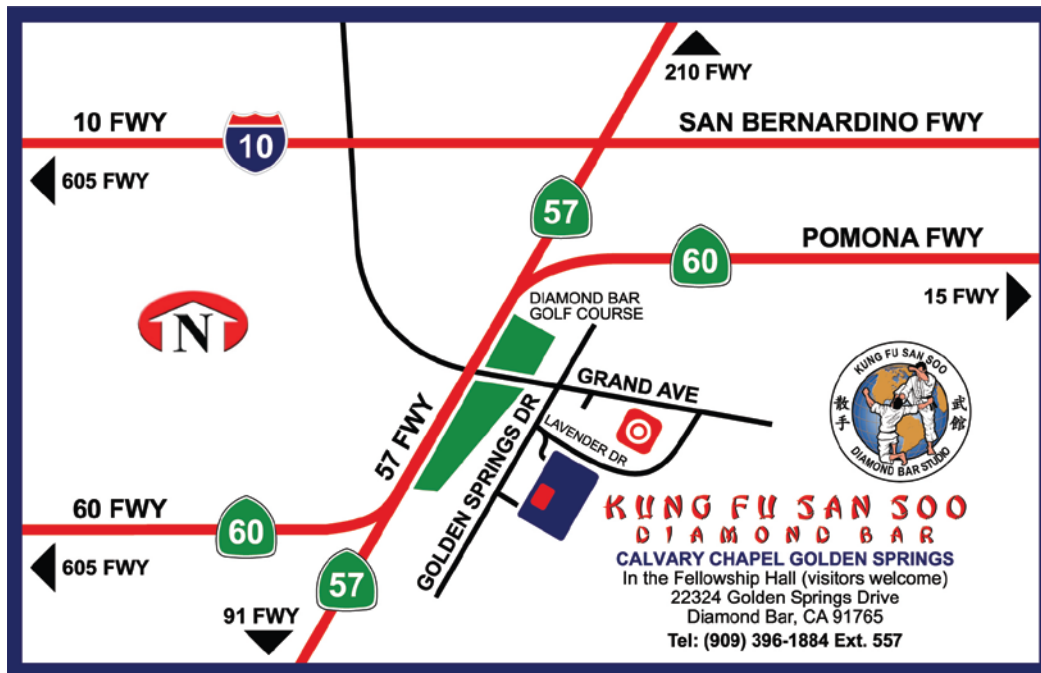 210 FWY
10 FWY
10
SAN BERNARDINO FWY
605 FWY
57
POMONA FWY
60
15 FWY
DIAMOND BAR
GOLF COURSE
N
GRAND AVE
KUNG FU SAN SOO
散手
武館
DIAMOND BAR STUDIO
57 FWY
GOLDEN SPRINGS DR
LAVENDER DR
60 FWY
60
605 FWY
57
91 FWY
KUNG FU SAN SOO
DIAMOND BAR
CALVARY CHAPEL GOLDEN SPRINGS
In the Fellowship Hall (visitors welcome)
22324 Golden Springs Drive
Diamond Bar, CA 91765
Tel: (909) 396-1884 Ext. 557